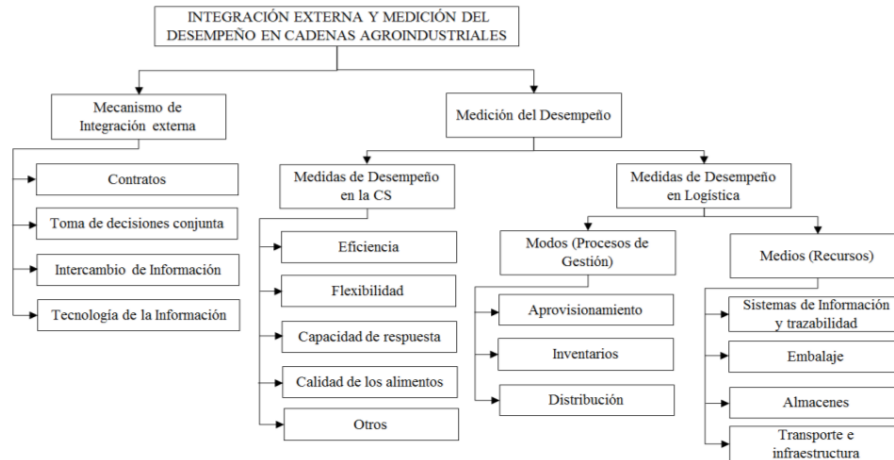 INTEGRACIÓN EXTERNA Y MEDICIÓN DEL
DESEMPEÑO EN CADENAS AGROINDUSTRIALES
Mecanismo de
Integración externa
Contratos
Toma de decisiones conjunta
Intercambio de Información
Tecnología de la Información
Medición del Desempeño
Medidas de Desempeño
en la CS
Eficiencia
Flexibilidad
Capacidad de respuesta
Calidad de los alimentos
Otros
Medidas de Desempeño
en Logística
Modos (Procesos de
Gestión)
Aprovisionamiento
Inventarios
Distribución
Medios (Recursos)
Sistemas de Información
y trazabilidad
Embalaje
Almacenes
Transporte e
infraestructura